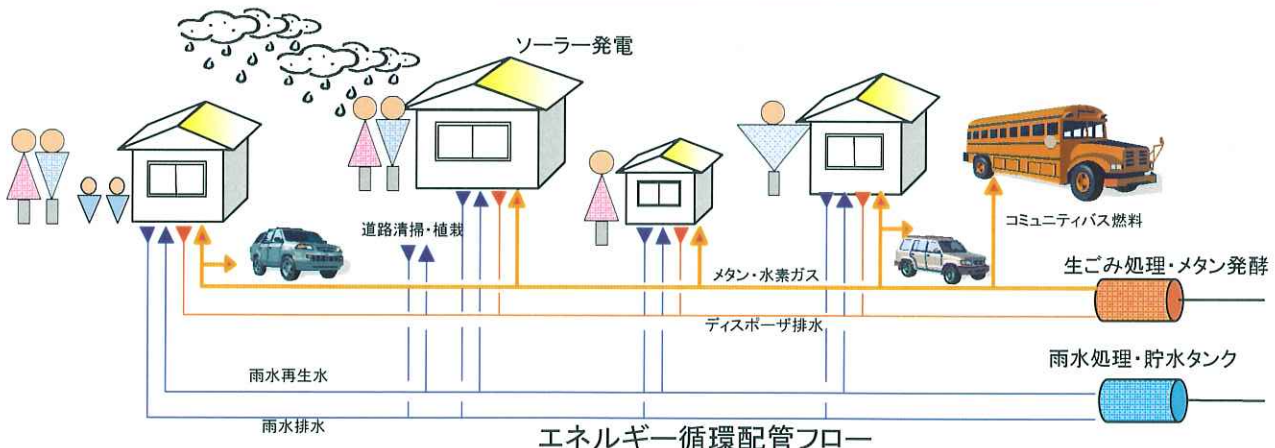 ソーラー発電
道路清掃・植栽
コミュニティバス燃料
メタン・水素ガス
生ごみ処理・メタン発酵
ディスポーザ排水
雨水処理・貯水タンク
雨水再生水
雨水排水
エネルギー循環配管フロー